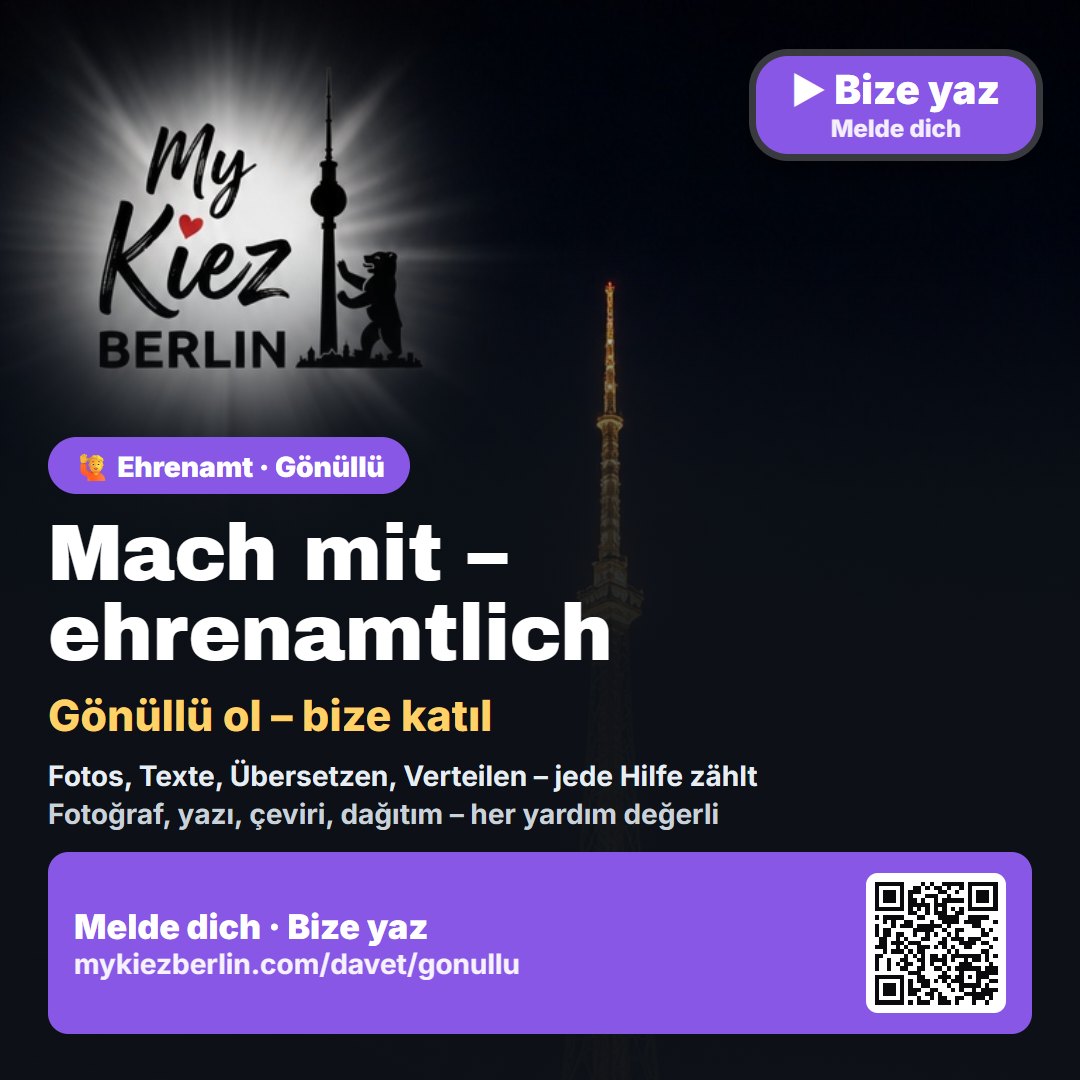 My
Kiez
BERLIN
▶ Bize yaz
Melde dich
🙋 Ehrenamt · Gönüllü
Mach mit –
ehrenamtlich
Gönüllü ol – bize katıl
Fotos, Texte, Übersetzen, Verteilen – jede Hilfe zählt
Fotoğraf, yazı, çeviri, dağıtım – her yardım değerli
Melde dich · Bize yaz
mykiezberlin.com/davet/gonullu